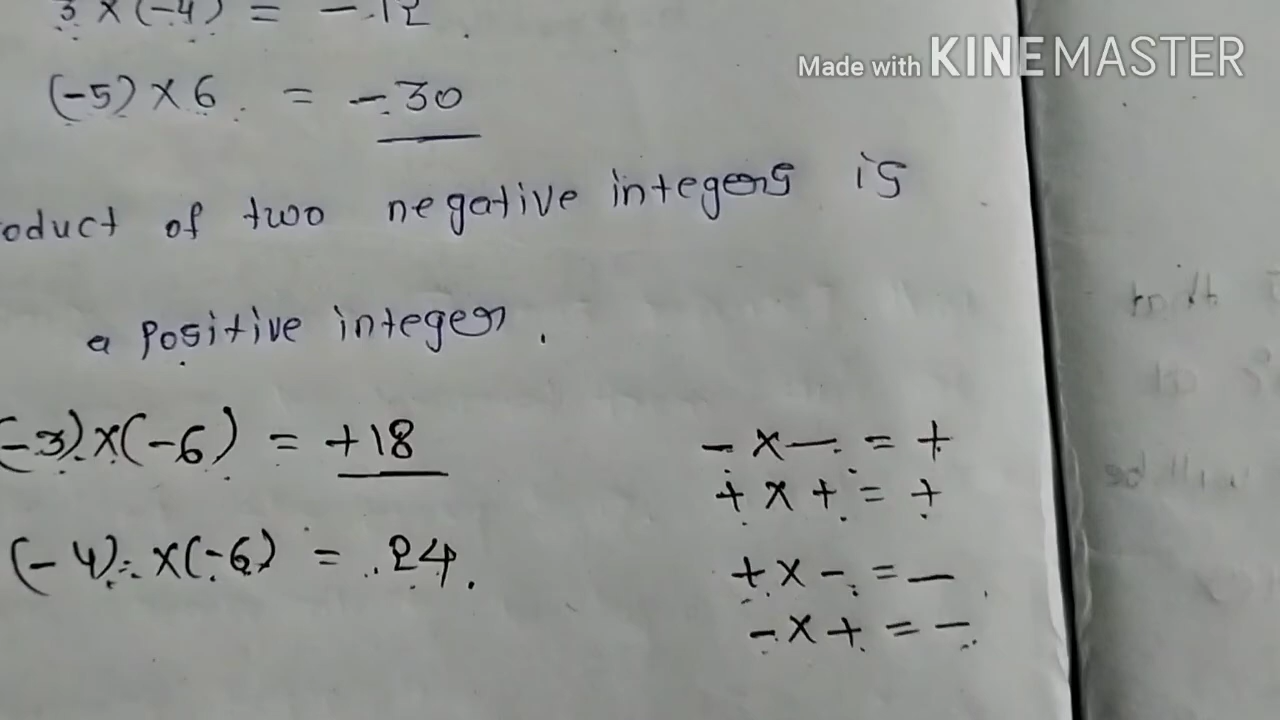 3 × (-4) = -12
Made with KINEMASTER
(-5) × 6 = -30
oduct of two negative integers is
a positive integer.
(-3) × (-6) = +18
- × - = +
+ × + = +
(-4) × (-6) = 24.
+ × - = -
- × + = -